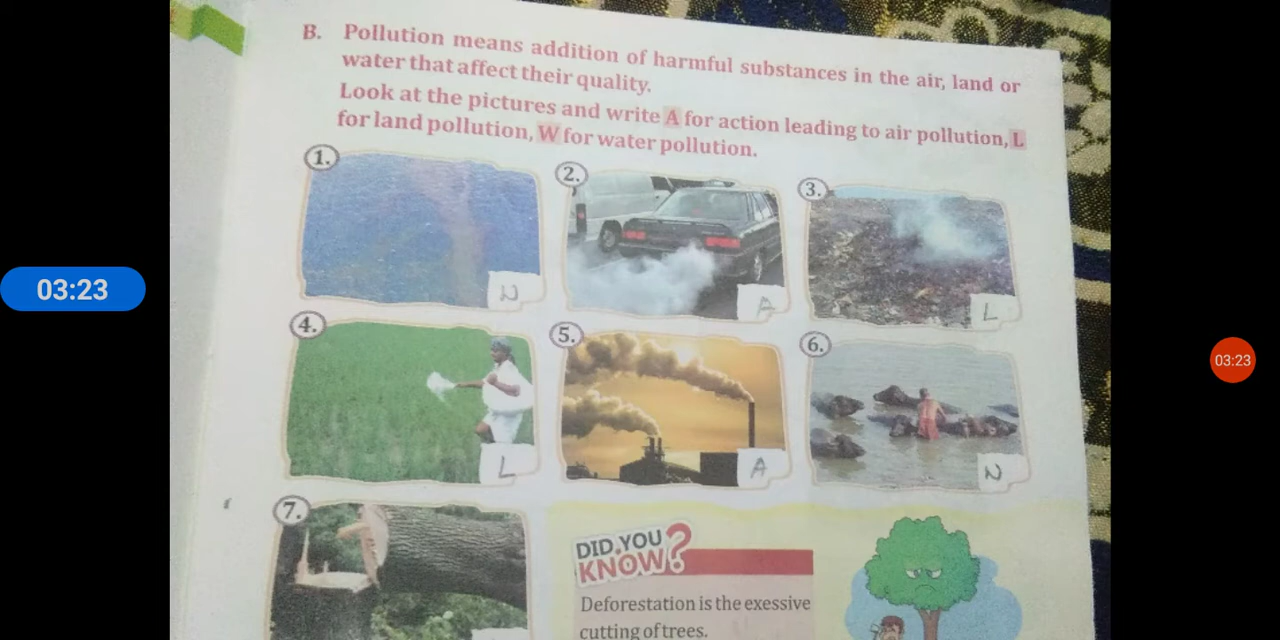 B. Pollution means addition of harmful substances in the air, land or
water that affect their quality.
Look at the pictures and write A for action leading to air pollution, L
for land pollution, W for water pollution.
1.
2.
3.
A
L
4.
5.
6.
L
A
7.
DID YOU
KNOW?
Deforestation is the exessive
cutting of trees.
03:23
03:23